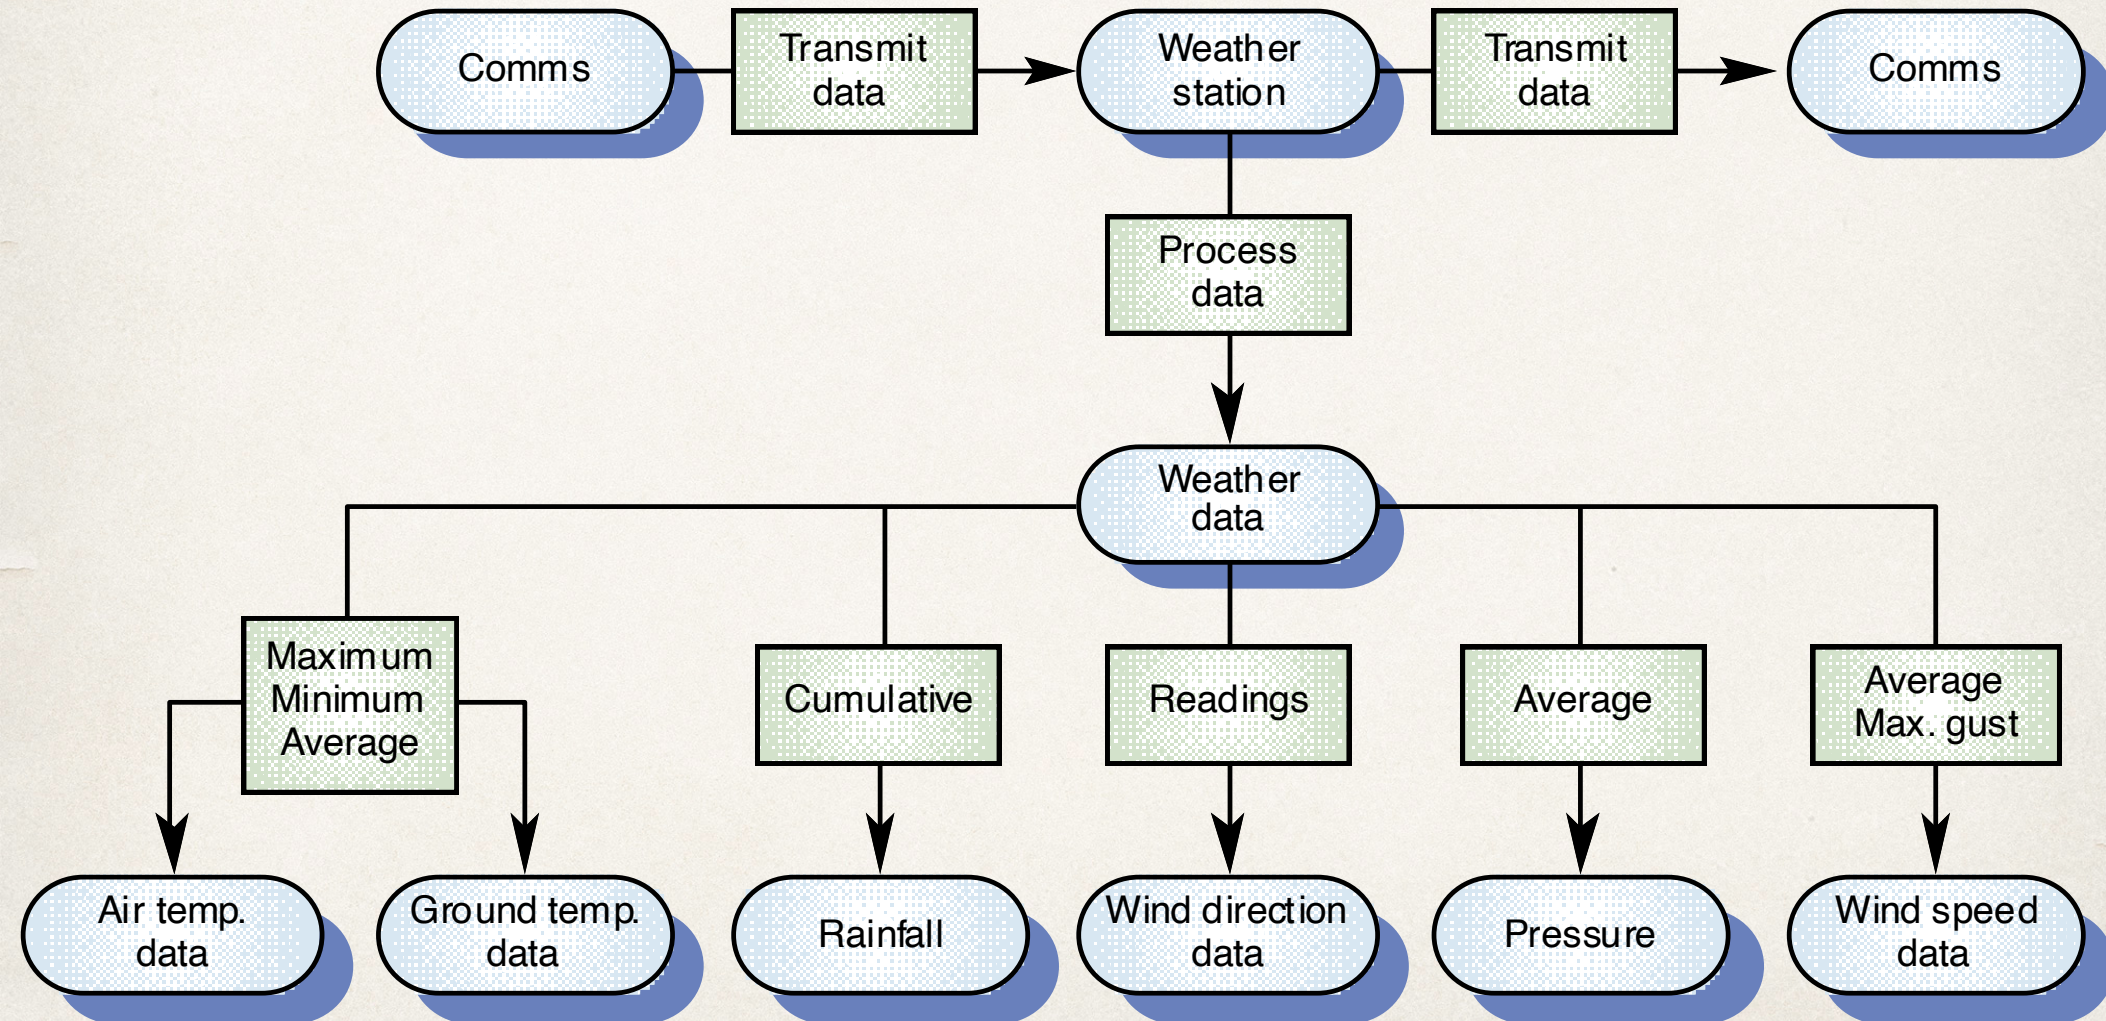 Comms
Transmit
data
Weather
station
Transmit
data
Comms
Process
data
Weather
data
Maximum
Minimum
Average
Cumulative
Readings
Average
Average
Max. gust
Air temp.
data
Ground temp.
data
Rainfall
Wind direction
data
Pressure
Wind speed
data